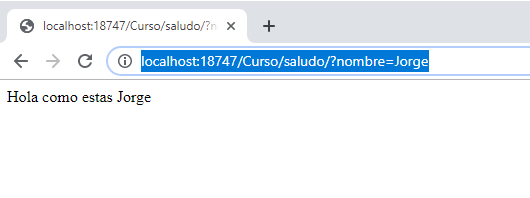 localhost:18747/Curso/saludo/?n
localhost:18747/Curso/saludo/?nombre=Jorge
Hola como estas Jorge